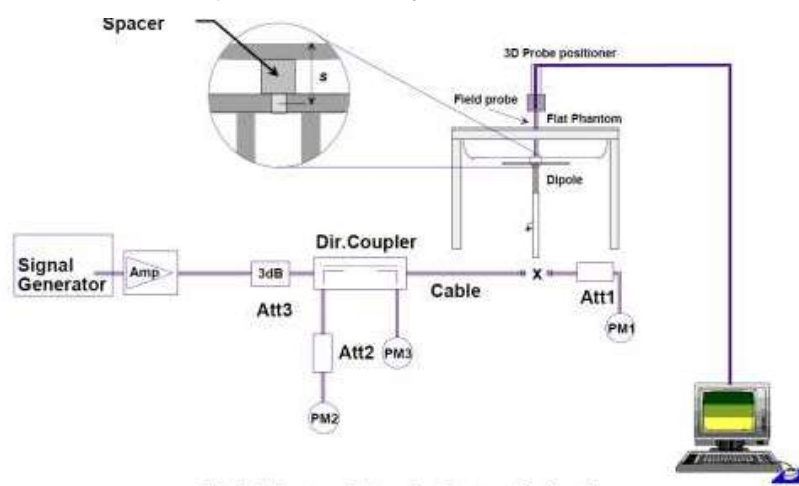 Spacer
s
3D Probe positioner
Field probe
Flat Phantom
Dipole
Dir.Coupler
Signal
Generator
Amp
3dB
Att3
Cable
x
Att1
PM1
Att2
PM3
PM2